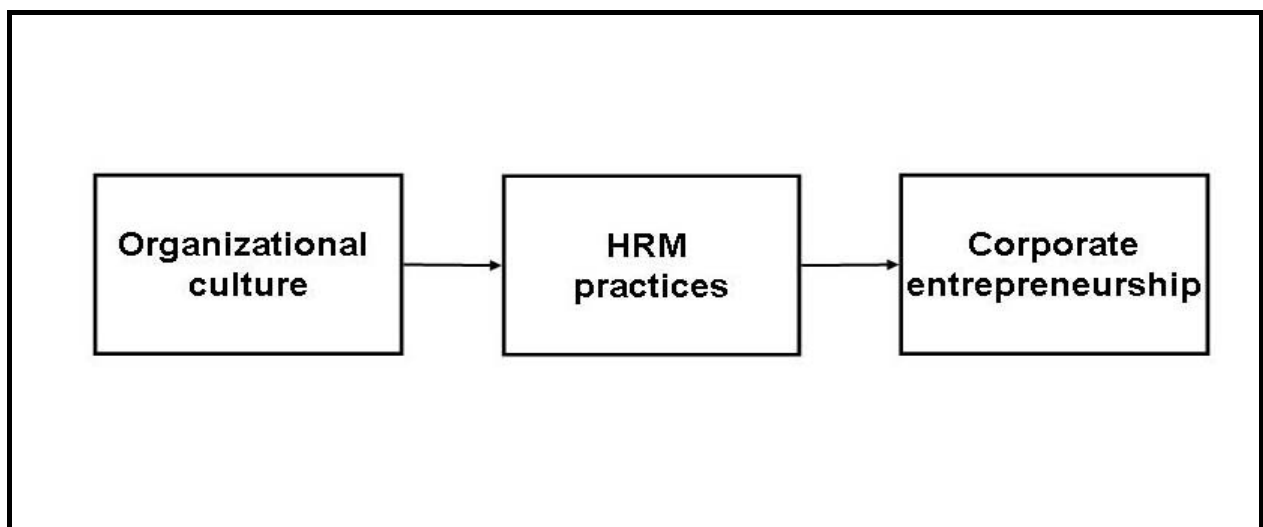 Organizational
culture
HRM
practices
Corporate
entrepreneurship